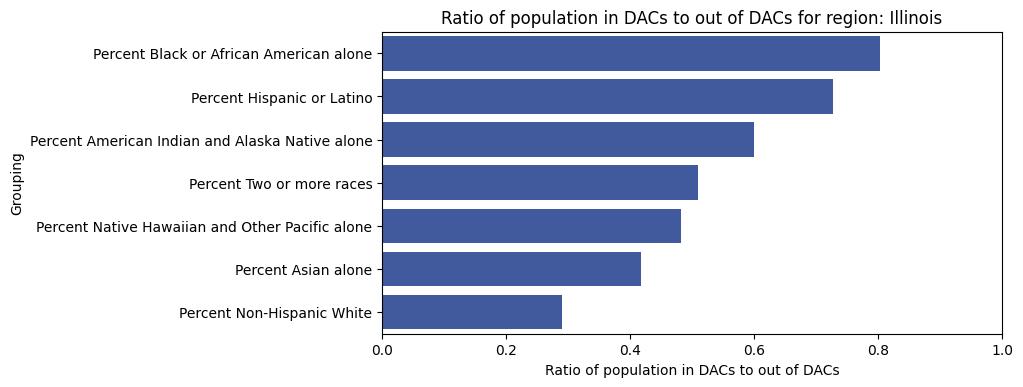 Ratio of population in DACs to out of DACs for region: Illinois
Percent Black or African American alone
Percent Hispanic or Latino
Percent American Indian and Alaska Native alone
Percent Two or more races
Percent Native Hawaiian and Other Pacific alone
Percent Asian alone
Percent Non-Hispanic White
Grouping
0.0 0.2 0.4 0.6 0.8 1.0
Ratio of population in DACs to out of DACs